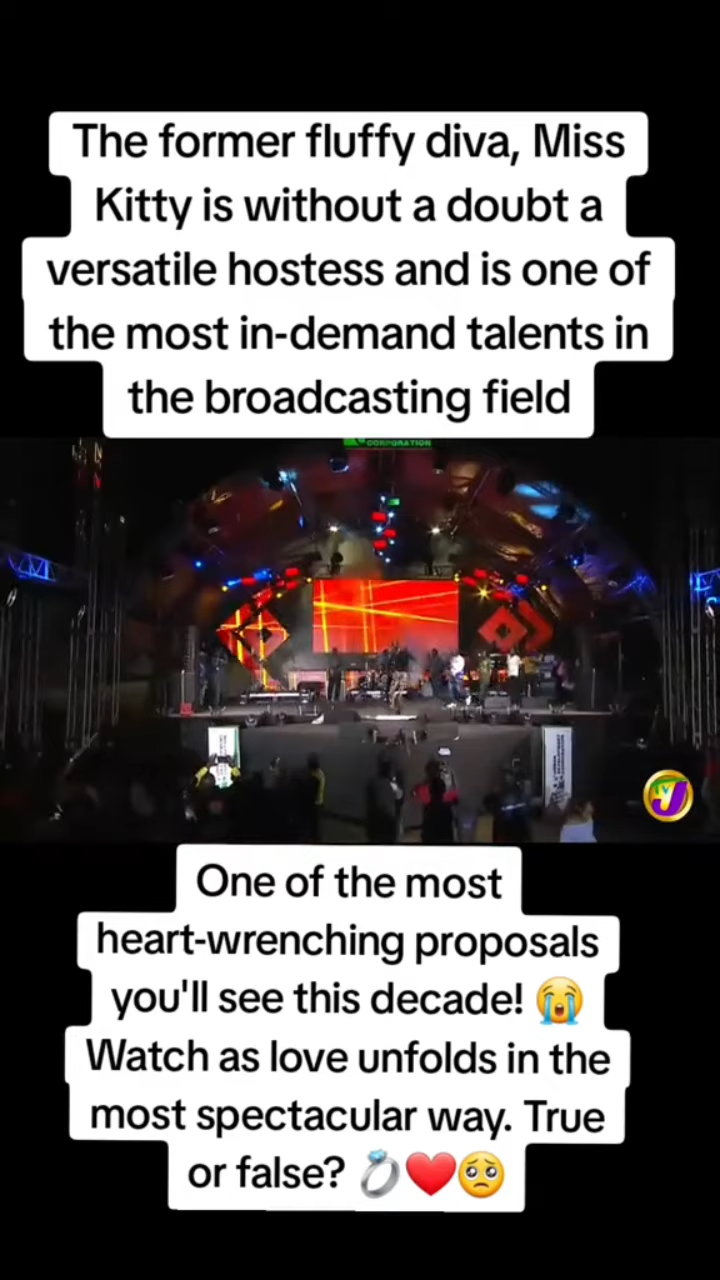 The former fluffy diva, Miss
Kitty is without a doubt a
versatile hostess and is one of
the most in-demand talents in
the broadcasting field
CORPORATION
TVJ
One of the most
heart-wrenching proposals
you'll see this decade! 😭
Watch as love unfolds in the
most spectacular way. True
or false? 💍❤️🥺